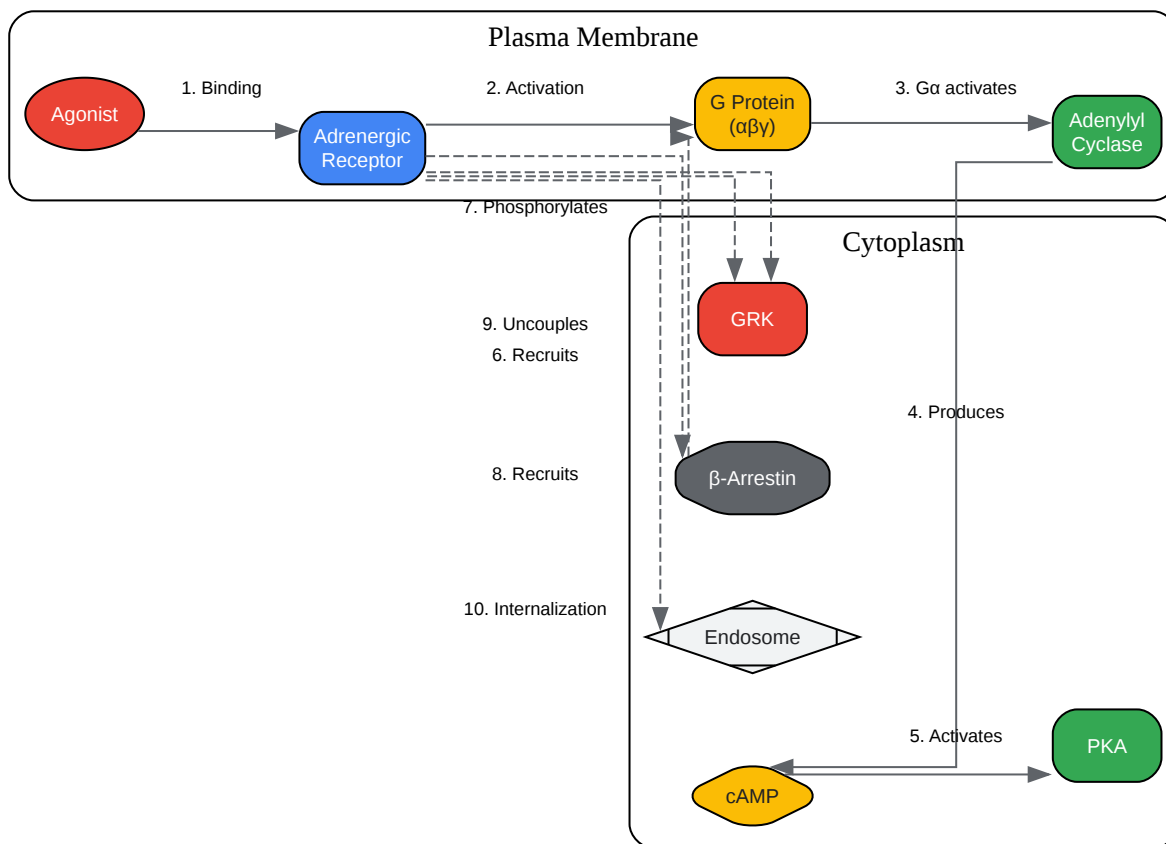 Plasma Membrane
Agonist
1. Binding
Adrenergic
Receptor
2. Activation
G Protein
(αβγ)
3. Gα activates
Adenylyl
Cyclase
7. Phosphorylates
Cytoplasm
GRK
9. Uncouples
6. Recruits
4. Produces
8. Recruits
β-Arrestin
10. Internalization
Endosome
5. Activates
PKA
cAMP